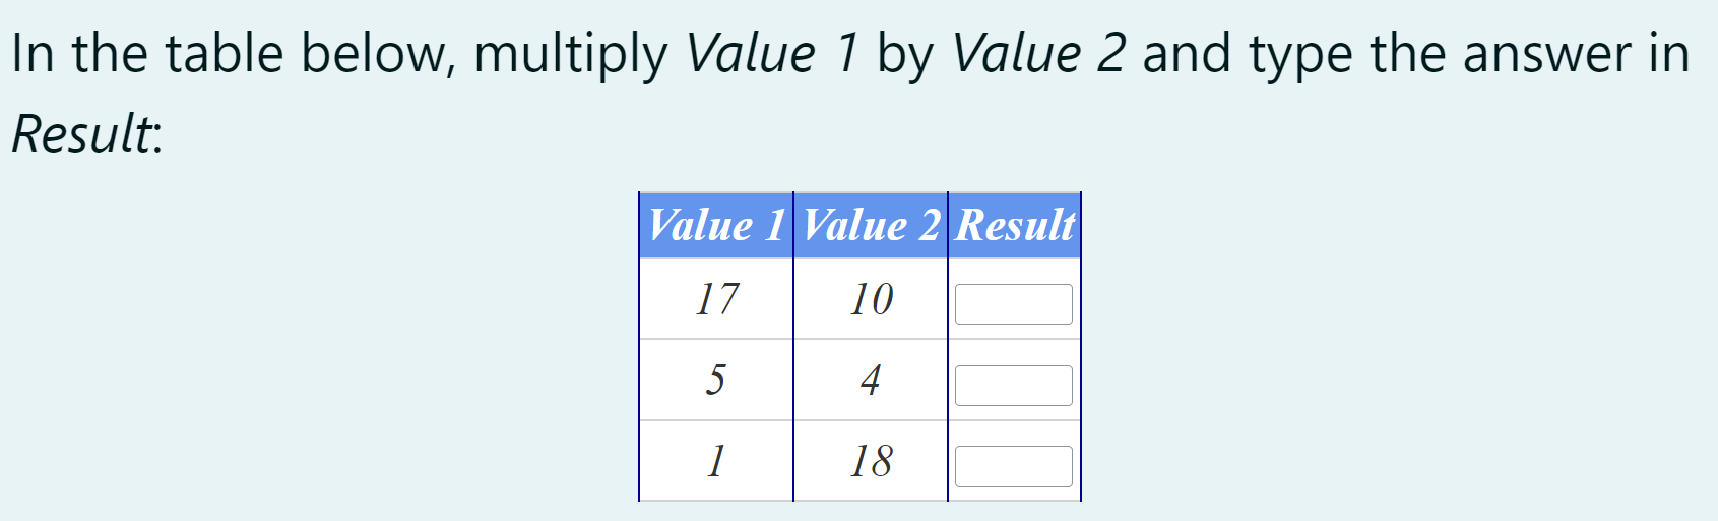 In the table below, multiply Value 1 by Value 2 and type the answer in
Result:
Value 1 Value 2 Result
17 10
5 4
1 18